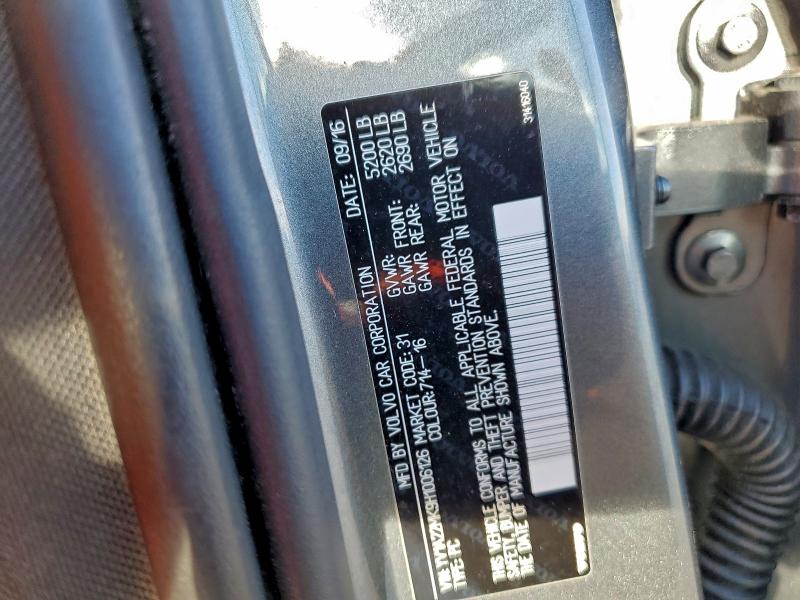 MFD BY VOLVO CAR CORPORATION DATE: 09/16
MARKET CODE: 31 GVWR: 5200 LB
COLOUR: 714-16 GAWR FRONT: 2620 LB
GAWR REAR: 2690 LB
TYPE: PC
THIS VEHICLE CONFORMS TO ALL APPLICABLE FEDERAL MOTOR VEHICLE
SAFETY, BUMPER AND THEFT PREVENTION STANDARDS IN EFFECT ON
THE DATE OF MANUFACTURE SHOWN ABOVE.
31416040